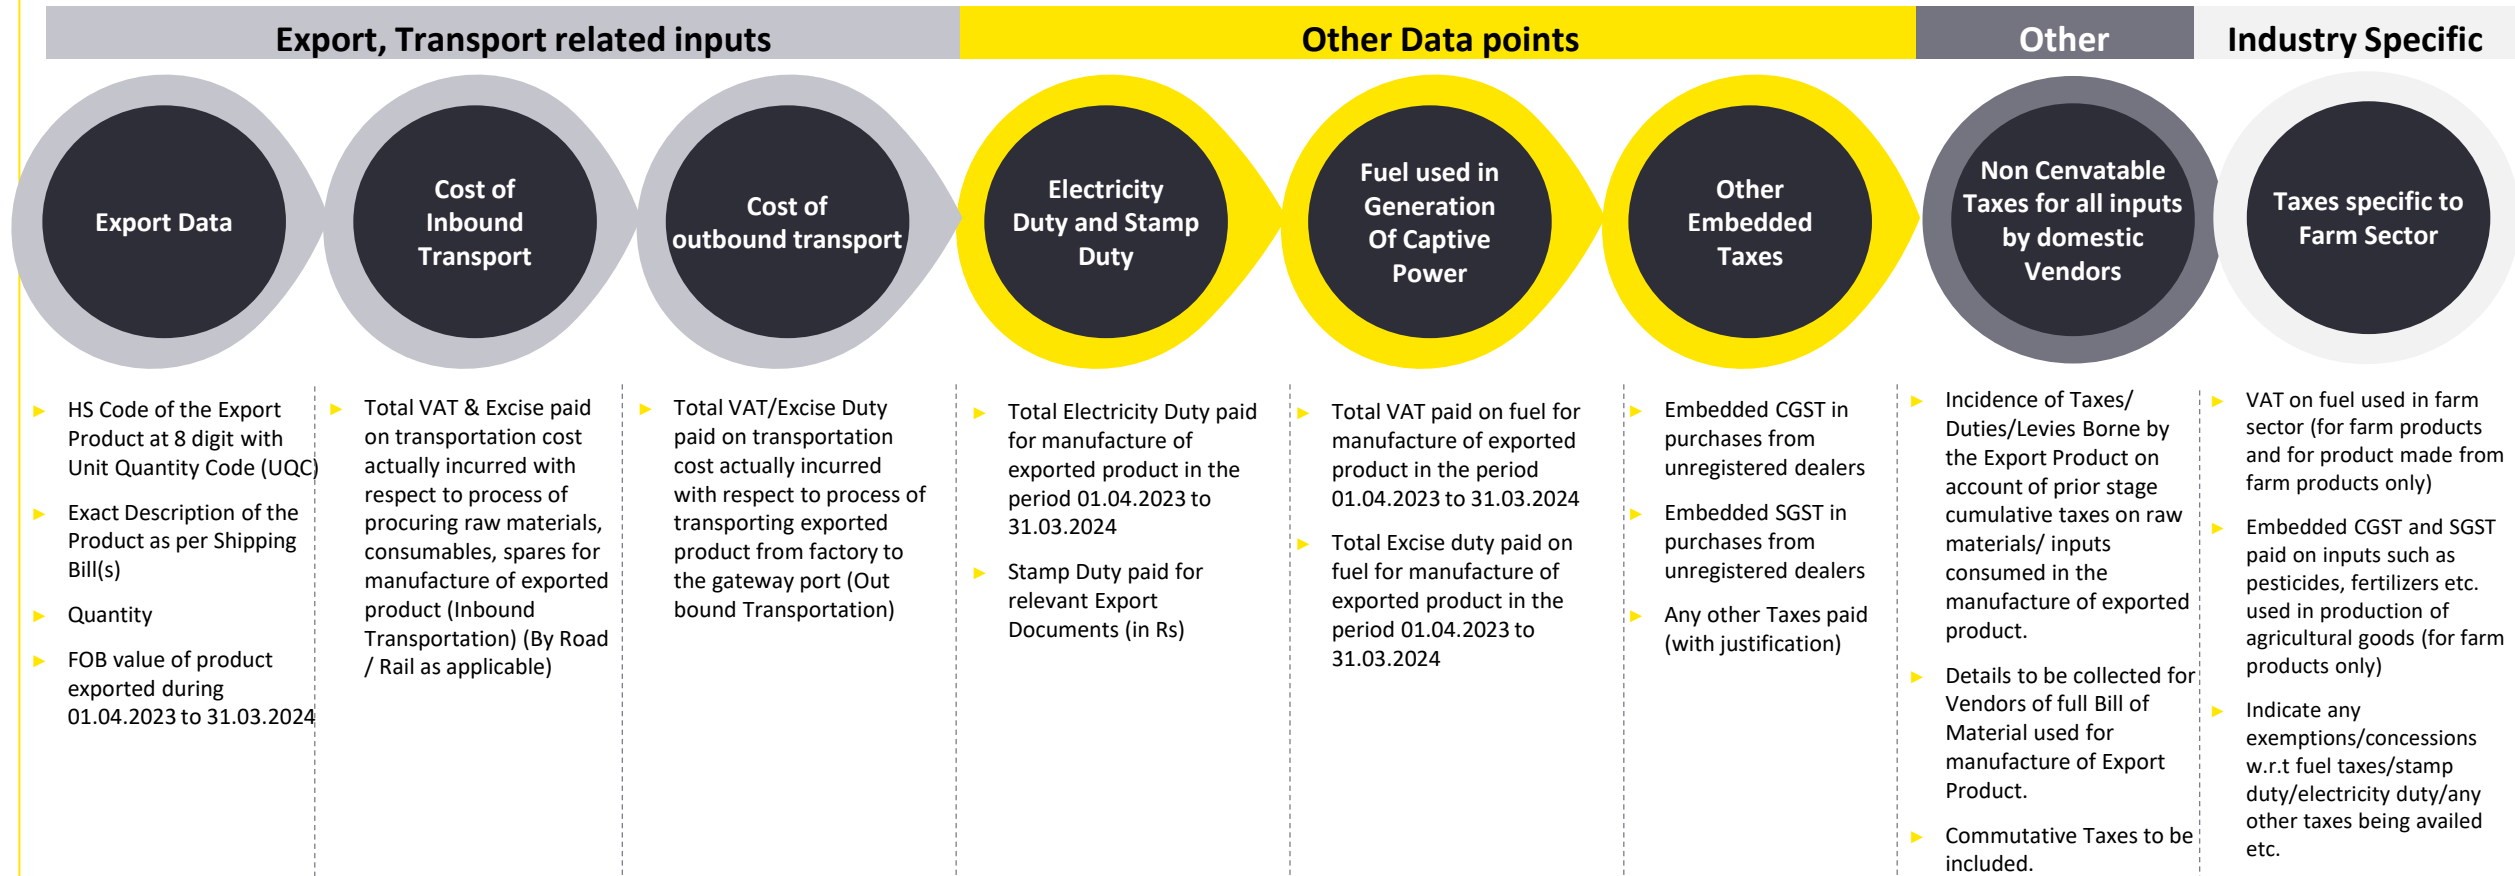 Export, Transport related inputs
Other Data points
Other
Industry Specific
Export Data
Cost of
Inbound
Transport
Cost of
outbound transport
Electricity
Duty and Stamp
Duty
Fuel used in
Generation
Of Captive
Power
Other
Embedded
Taxes
Non Cenvatable
Taxes for all inputs
by domestic
Vendors
Taxes specific to
Farm Sector
► HS Code of the Export
Product at 8 digit with
Unit Quantity Code (UQC)
► Exact Description of the
Product as per Shipping
Bill(s)
► Quantity
► FOB value of product
exported during
01.04.2023 to 31.03.2024
► Total VAT & Excise paid
on transportation cost
actually incurred with
respect to process of
procuring raw materials,
consumables, spares for
manufacture of exported
product (Inbound
Transportation) (By Road
/ Rail as applicable)
► Total VAT/Excise Duty
paid on transportation
cost actually incurred
with respect to process of
transporting exported
product from factory to
the gateway port (Out
bound Transportation)
► Total Electricity Duty paid
for manufacture of
exported product in the
period 01.04.2023 to
31.03.2024
► Stamp Duty paid for
relevant Export
Documents (in Rs)
► Total VAT paid on fuel for
manufacture of exported
product in the period
01.04.2023 to 31.03.2024
► Total Excise duty paid on
fuel for manufacture of
exported product in the
period 01.04.2023 to
31.03.2024
► Embedded CGST in
purchases from
unregistered dealers
► Embedded SGST in
purchases from
unregistered dealers
► Any other Taxes paid
(with justification)
► Incidence of Taxes/
Duties/Levies Borne by
the Export Product on
account of prior stage
cumulative taxes on raw
materials/ inputs
consumed in the
manufacture of exported
product.
► Details to be collected for
Vendors of full Bill of
Material used for
manufacture of Export
Product.
► Commutative Taxes to be
included.
► VAT on fuel used in farm
sector (for farm products
and for product made from
farm products only)
► Embedded CGST and SGST
paid on inputs such as
pesticides, fertilizers etc.
used in production of
agricultural goods (for farm
products only)
► Indicate any
exemptions/concessions
w.r.t fuel taxes/stamp
duty/electricity duty/any
other taxes being availed
etc.